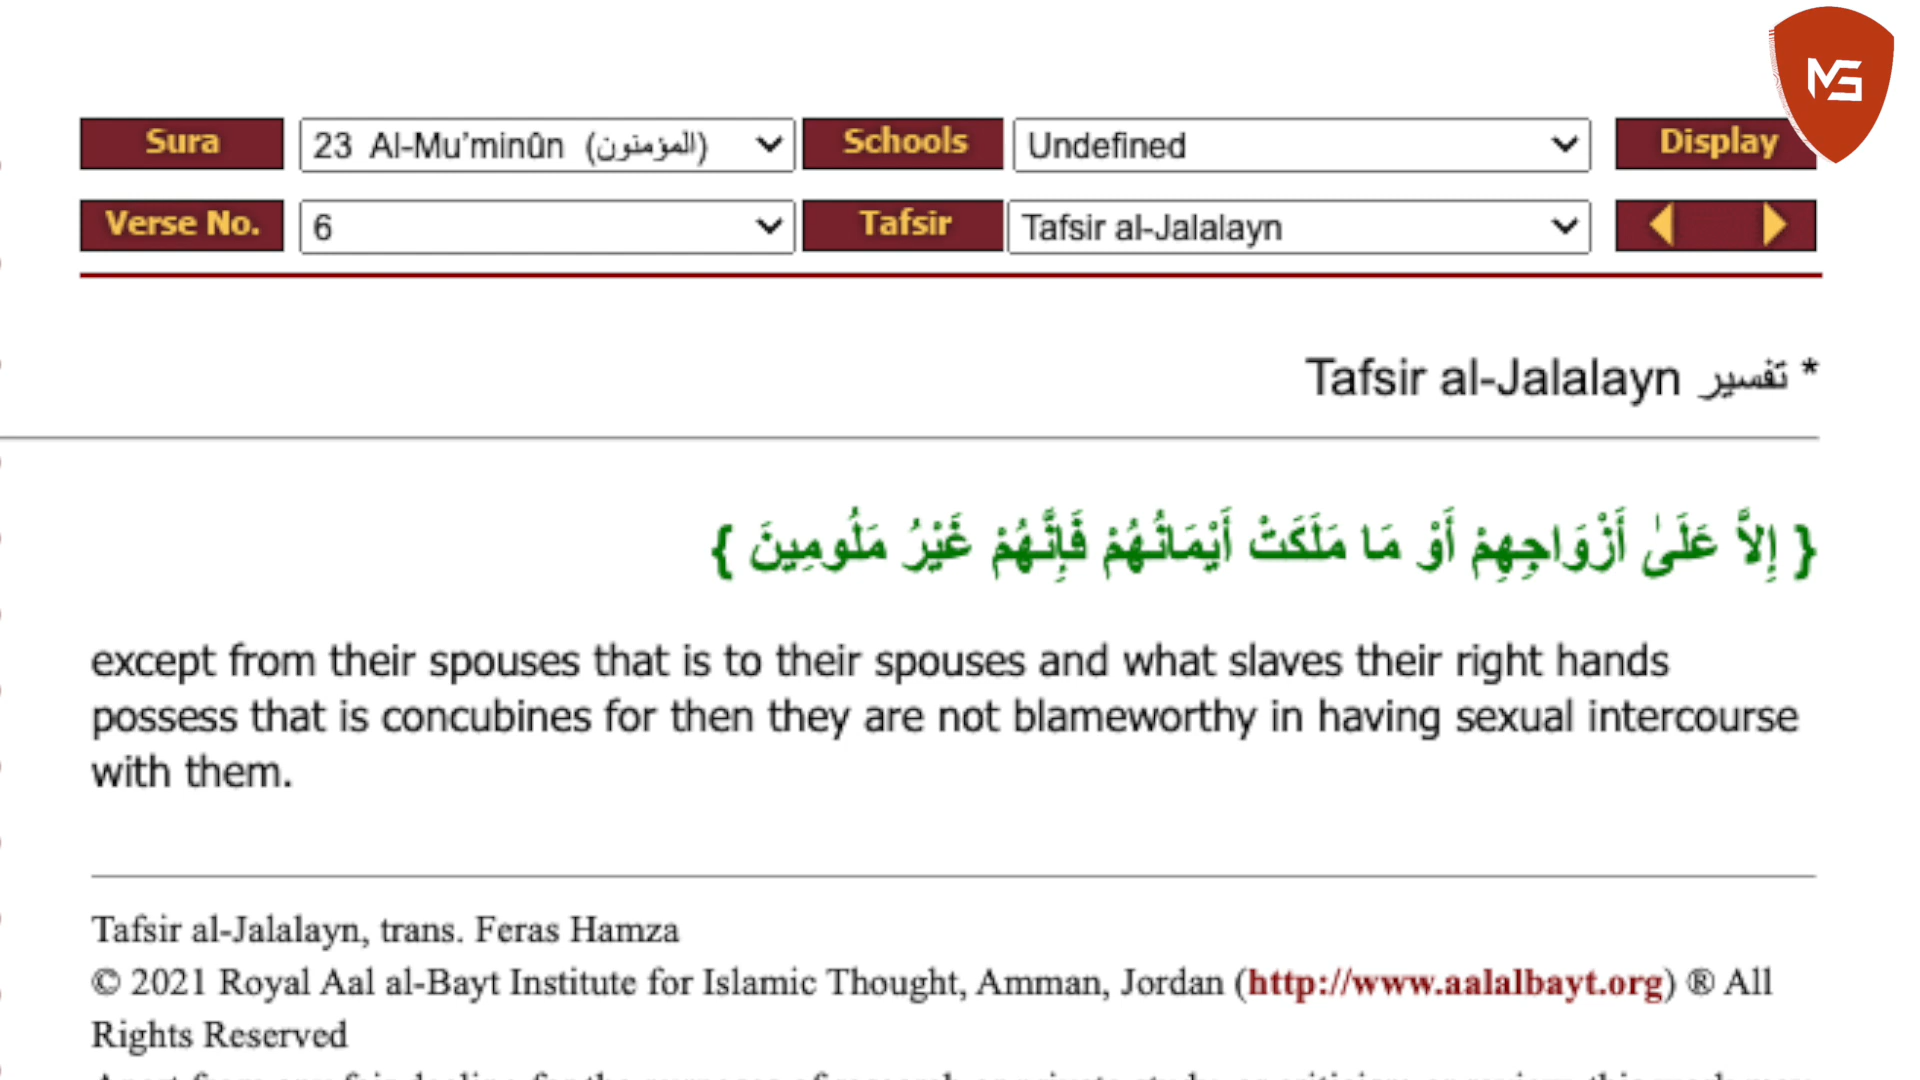 MS
Sura
23 Al-Mu'minûn (المؤمنون)
Schools
Undefined
Display
Verse No.
6
Tafsir
Tafsir al-Jalalayn
* تفسير Tafsir al-Jalalayn
{ إِلاَّ عَلَىٰ أَزْوَاجِهِمْ أَوْ مَا مَلَكَتْ أَيْمَانُهُمْ فَإِنَّهُمْ غَيْرُ مَلُومِينَ }
except from their spouses that is to their spouses and what slaves their right hands
possess that is concubines for then they are not blameworthy in having sexual intercourse
with them.
Tafsir al-Jalalayn, trans. Feras Hamza
© 2021 Royal Aal al-Bayt Institute for Islamic Thought, Amman, Jordan (http://www.aalalbayt.org) ® All
Rights Reserved